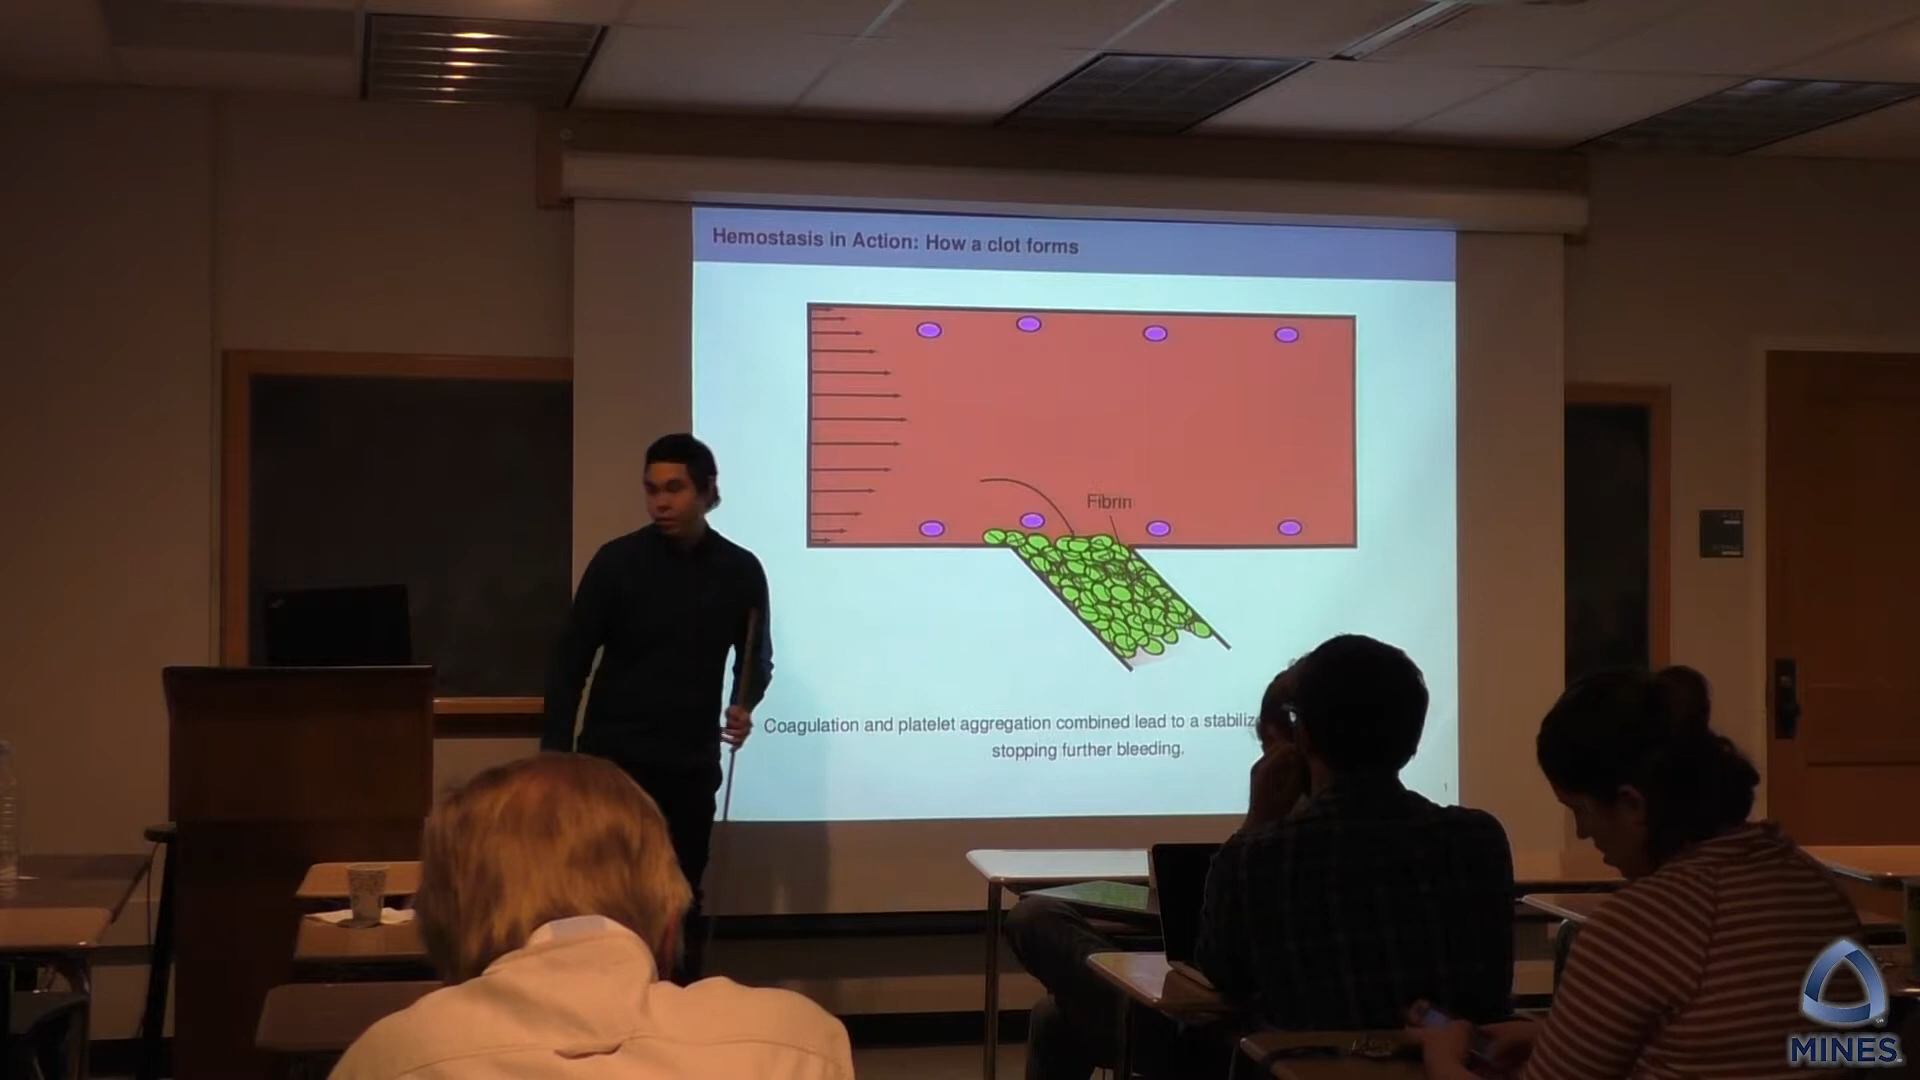 Hemostasis in Action: How a clot forms
Fibrin
Coagulation and platelet aggregation combined lead to a stabiliz
stopping further bleeding.
MINES